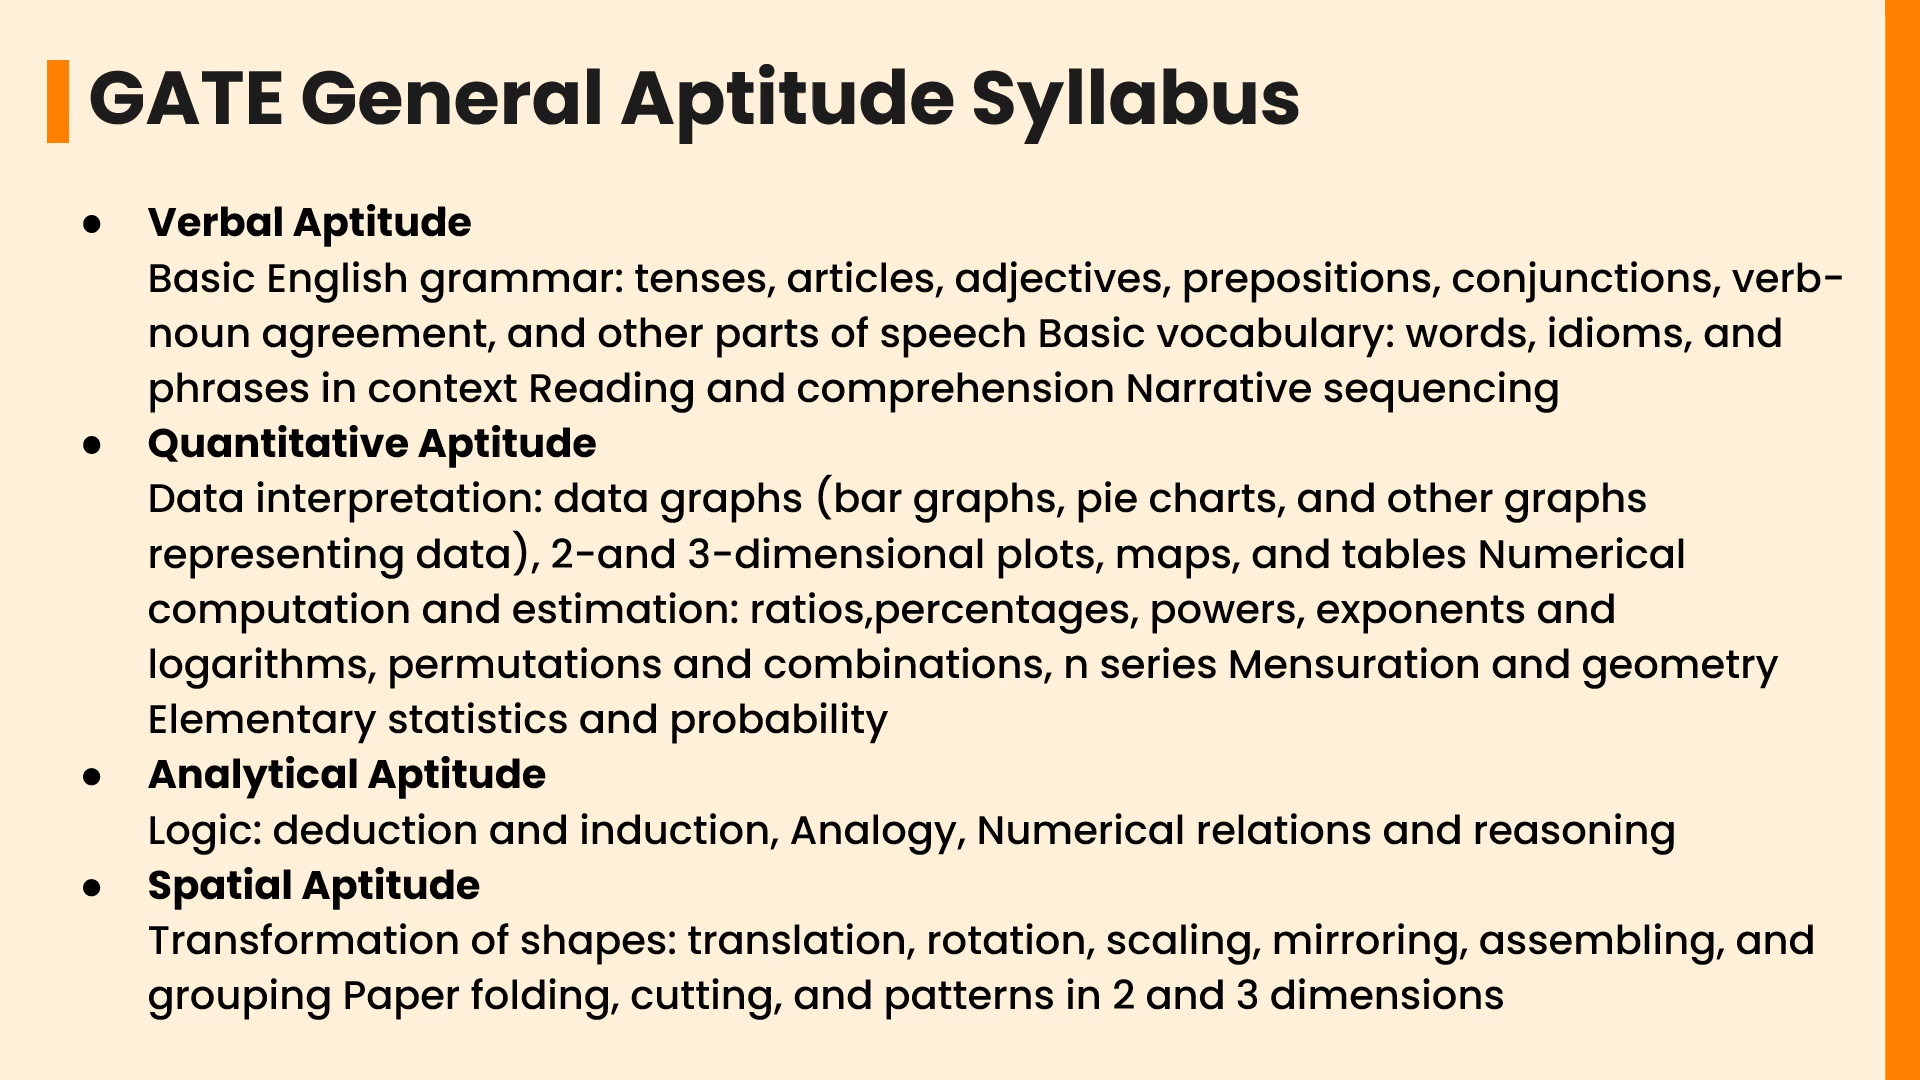 GATE General Aptitude Syllabus
● Verbal Aptitude
Basic English grammar: tenses, articles, adjectives, prepositions, conjunctions, verb-
noun agreement, and other parts of speech Basic vocabulary: words, idioms, and
phrases in context Reading and comprehension Narrative sequencing
● Quantitative Aptitude
Data interpretation: data graphs (bar graphs, pie charts, and other graphs
representing data), 2-and 3-dimensional plots, maps, and tables Numerical
computation and estimation: ratios,percentages, powers, exponents and
logarithms, permutations and combinations, n series Mensuration and geometry
Elementary statistics and probability
● Analytical Aptitude
Logic: deduction and induction, Analogy, Numerical relations and reasoning
● Spatial Aptitude
Transformation of shapes: translation, rotation, scaling, mirroring, assembling, and
grouping Paper folding, cutting, and patterns in 2 and 3 dimensions